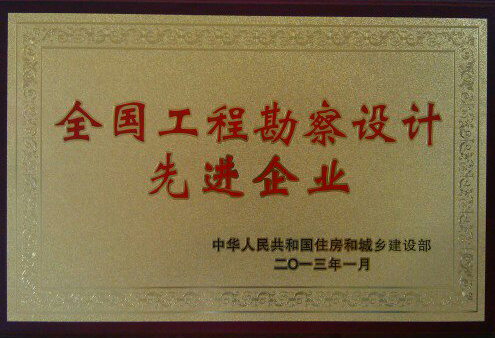 全国工程勘察设计
先进企业
中华人民共和国住房和城乡建设部
二〇一三年一月